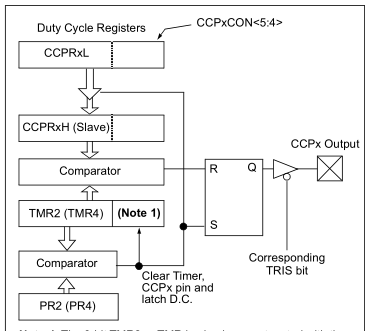 Duty Cycle Registers
CCPxCON<5:4>
CCPRxL
CCPRxH (Slave)
CCPx Output
Comparator
R
Q
TMR2 (TMR4)
(Note 1)
S
Comparator
Clear Timer,
CCPx pin and
latch D.C.
Corresponding
TRIS bit
PR2 (PR4)